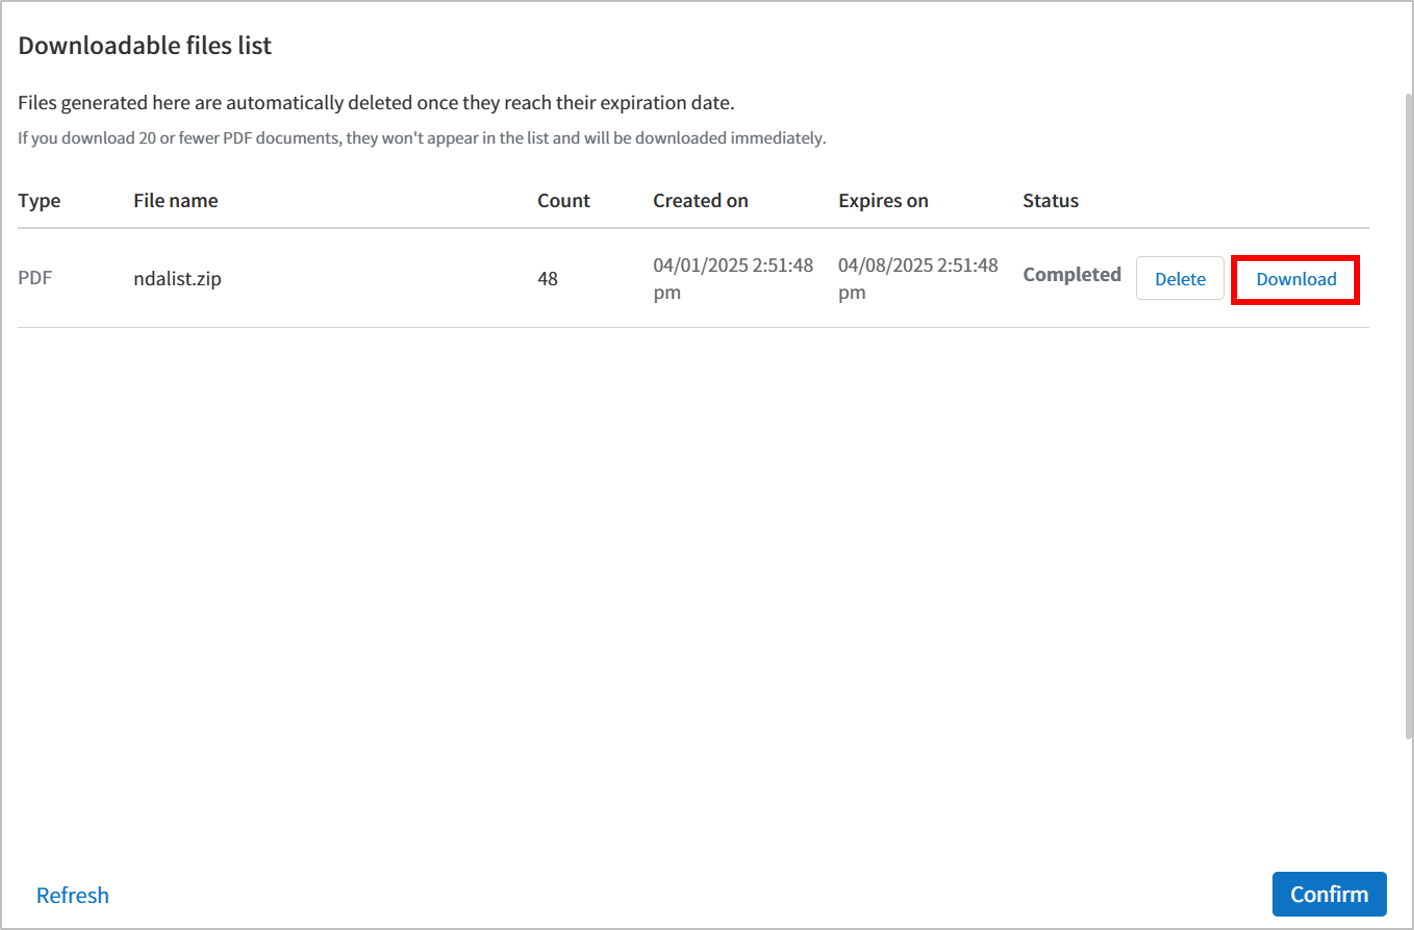 Downloadable files list
Files generated here are automatically deleted once they reach their expiration date.
If you download 20 or fewer PDF documents, they won't appear in the list and will be downloaded immediately.
Type File name Count Created on Expires on Status
PDF ndalist.zip 48 04/01/2025 2:51:48 pm 04/08/2025 2:51:48 pm Completed Delete Download
Refresh Confirm